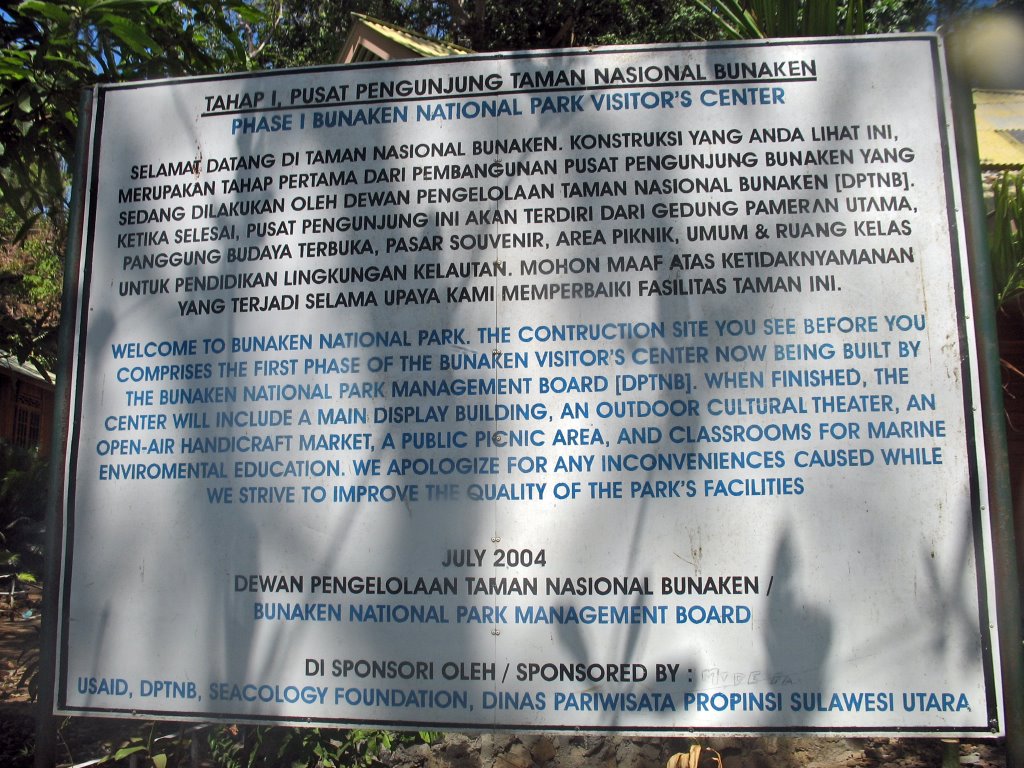 TAHAP I, PUSAT PENGUNJUNG TAMAN NASIONAL BUNAKEN
PHASE I BUNAKEN NATIONAL PARK VISITOR'S CENTER
SELAMAT DATANG DI TAMAN NASIONAL BUNAKEN. KONSTRUKSI YANG ANDA LIHAT INI,
MERUPAKAN TAHAP PERTAMA DARI PEMBANGUNAN PUSAT PENGUNJUNG BUNAKEN YANG
SEDANG DILAKUKAN OLEH DEWAN PENGELOLAAN TAMAN NASIONAL BUNAKEN [DPTNB].
KETIKA SELESAI, PUSAT PENGUNJUNG INI AKAN TERDIRI DARI GEDUNG PAMERAN UTAMA,
PANGGUNG BUDAYA TERBUKA, PASAR SOUVENIR, AREA PIKNIK, UMUM & RUANG KELAS
UNTUK PENDIDIKAN LINGKUNGAN KELAUTAN. MOHON MAAF ATAS KETIDAKNYAMANAN
YANG TERJADI SELAMA UPAYA KAMI MEMPERBAIKI FASILITAS TAMAN INI.
WELCOME TO BUNAKEN NATIONAL PARK. THE CONTRUCTION SITE YOU SEE BEFORE YOU
COMPRISES THE FIRST PHASE OF THE BUNAKEN VISITOR'S CENTER NOW BEING BUILT BY
THE BUNAKEN NATIONAL PARK MANAGEMENT BOARD [DPTNB]. WHEN FINISHED, THE
CENTER WILL INCLUDE A MAIN DISPLAY BUILDING, AN OUTDOOR CULTURAL THEATER, AN
OPEN-AIR HANDICRAFT MARKET, A PUBLIC PICNIC AREA, AND CLASSROOMS FOR MARINE
ENVIROMENTAL EDUCATION. WE APOLOGIZE FOR ANY INCONVENIENCES CAUSED WHILE
WE STRIVE TO IMPROVE THE QUALITY OF THE PARK'S FACILITIES
JULY 2004
DEWAN PENGELOLAAN TAMAN NASIONAL BUNAKEN /
BUNAKEN NATIONAL PARK MANAGEMENT BOARD
DI SPONSORI OLEH / SPONSORED BY :
USAID, DPTNB, SEACOLOGY FOUNDATION, DINAS PARIWISATA PROPINSI SULAWESI UTARA